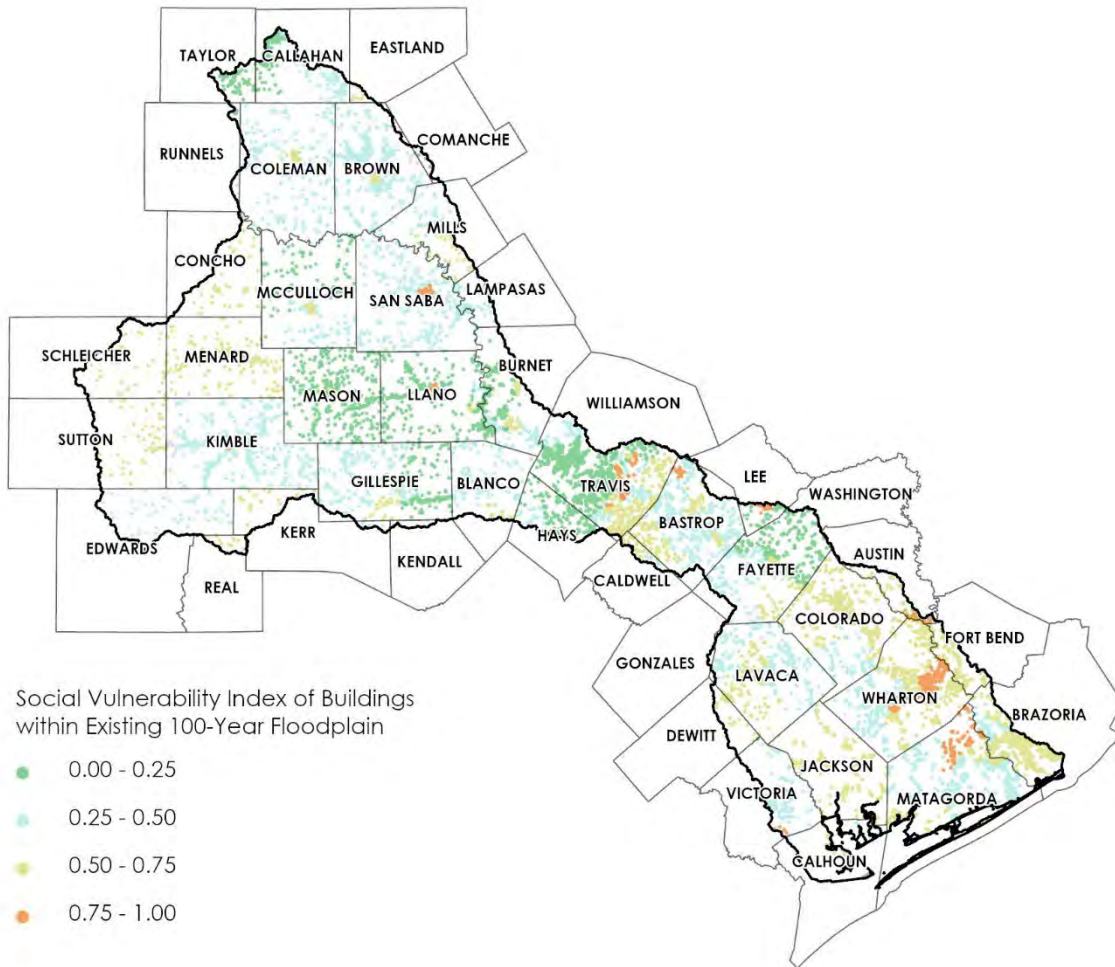 EASTLAND
TAYLOR
CALLAHAN
COMANCHE
RUNNELS
COLEMAN
BROWN
MILLS
CONCHO
MCCULLOCH
SAN SABA
LAMPASAS
SCHLEICHER
MENARD
BURNET
MASON
LLANO
WILLIAMSON
SUTTON
KIMBLE
GILLESPIE
BLANCO
TRAVIS
LEE
WASHINGTON
BASTROP
EDWARDS
KERR
HAYS
AUSTIN
KENDALL
FAYETTE
REAL
CALDWELL
COLORADO
FORT BEND
GONZALES
LAVACA
WHARTON
BRAZORIA
DEWITT
JACKSON
VICTORIA
MATAGORDA
CALHOUN
Social Vulnerability Index of Buildings
within Existing 100-Year Floodplain
0.00 - 0.25
0.25 - 0.50
0.50 - 0.75
0.75 - 1.00